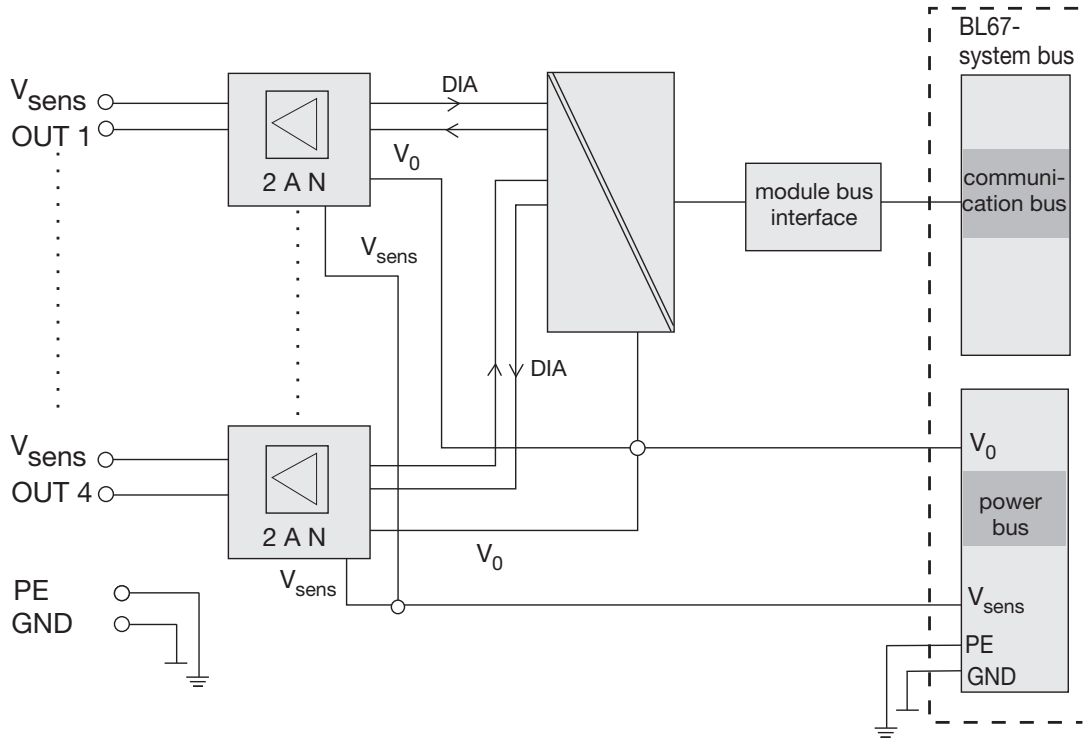 BL67-
system bus
Vsens
OUT 1
DIA
2 A N
V0
Vsens
module bus
interface
communi-
cation bus
DIA
Vsens
OUT 4
2 A N
V0
Vsens
V0
power
bus
Vsens
PE
GND
PE
GND